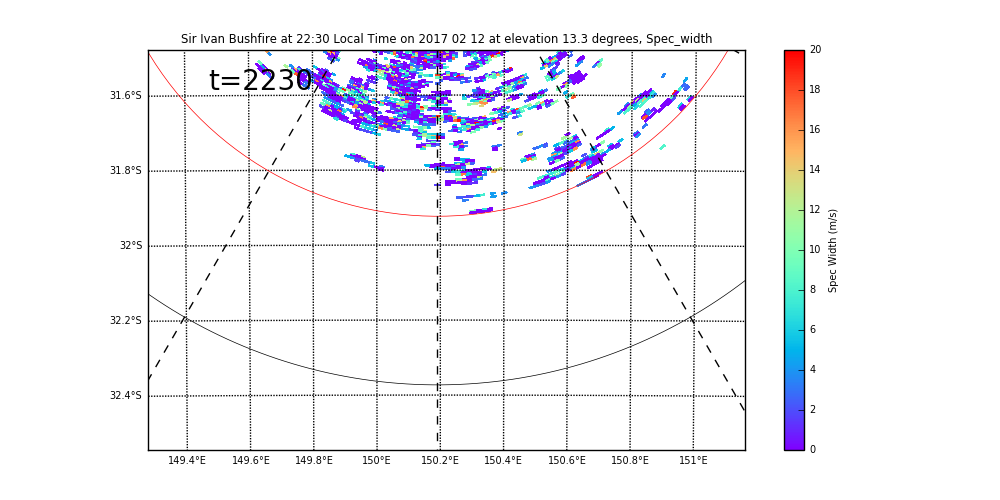 Sir Ivan Bushfire at 22:30 Local Time on 2017 02 12 at elevation 13.3 degrees, Spec_width
t=2230
31.6°S
31.8°S
32°S
32.2°S
32.4°S
149.4°E 149.6°E 149.8°E 150°E 150.2°E 150.4°E 150.6°E 150.8°E 151°E
20
18
16
14
12
10
8
6
4
2
0
Spec Width (m/s)